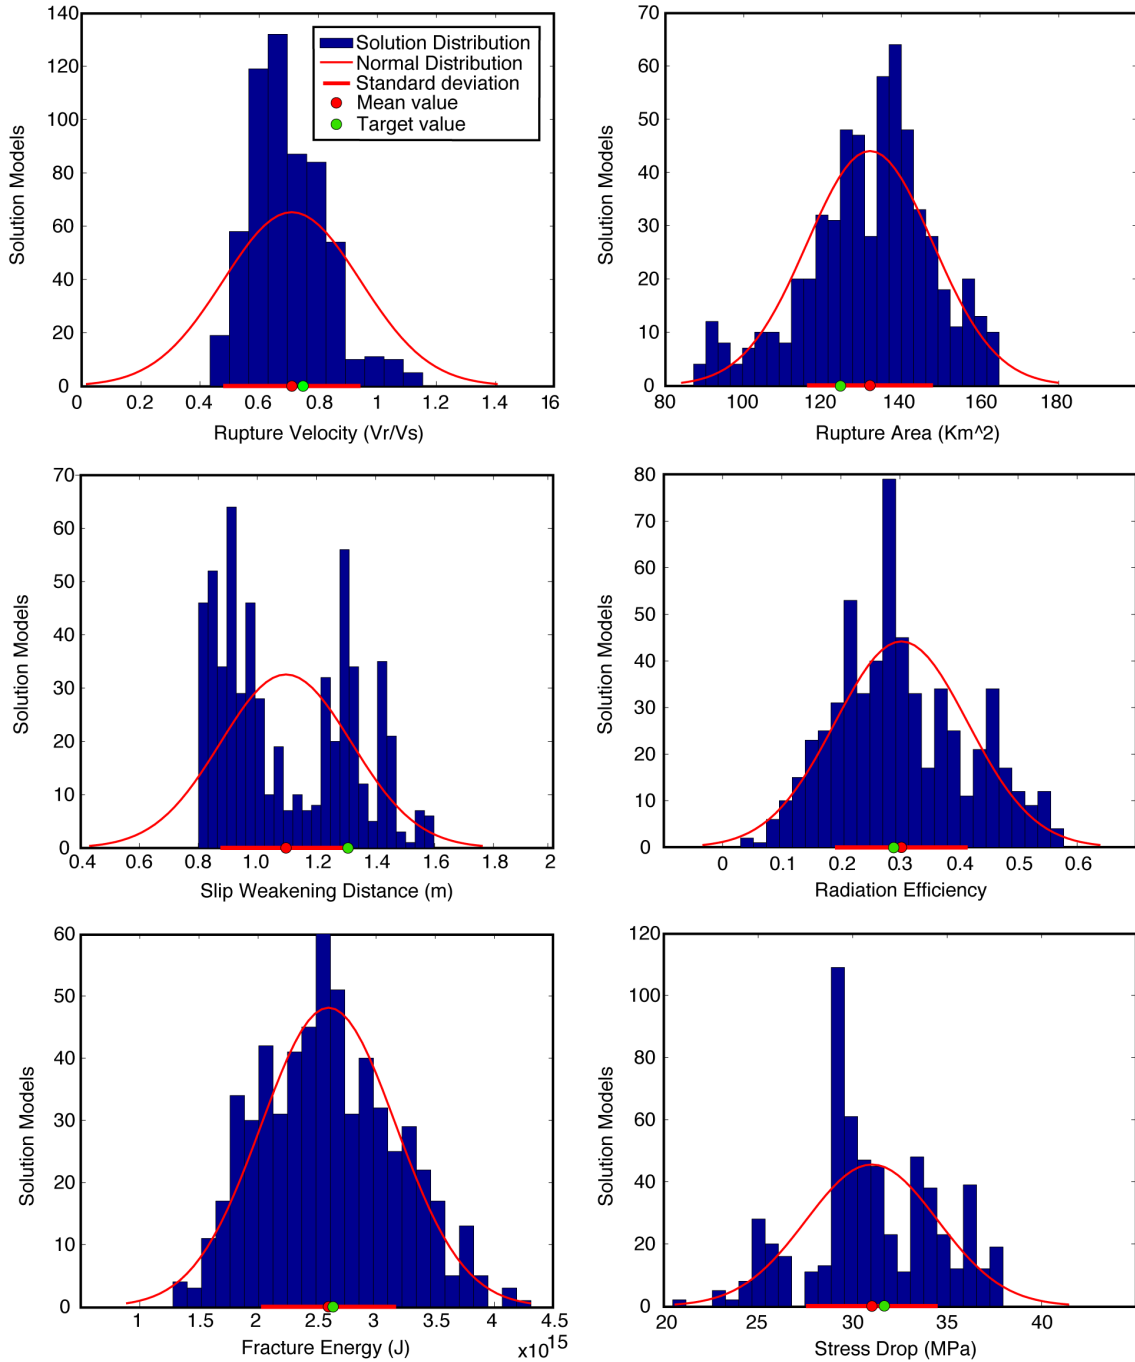 140
120
100
80
60
40
20
0
Solution Models
Solution Distribution
Normal Distribution
Standard deviation
Mean value
Target value
0 0.2 0.4 0.6 0.8 1 1.2 1.4 16
Rupture Velocity (Vr/Vs)
70
60
50
40
30
20
10
0
Solution Models
80 100 120 140 160 180 200
Rupture Area (Km^2)
70
60
50
40
30
20
10
0
Solution Models
0.4 0.6 0.8 1.0 1.2 1.4 1.6 1.8 2
Slip Weakening Distance (m)
80
70
60
50
40
30
20
10
0
Solution Models
0 0.1 0.2 0.3 0.4 0.5 0.6
Radiation Efficiency
60
50
40
30
20
10
0
Solution Models
1 1.5 2 2.5 3 3.5 4 4.5
x10^15
Fracture Energy (J)
120
100
80
60
40
20
0
Solution Models
20 25 30 35 40
Stress Drop (MPa)